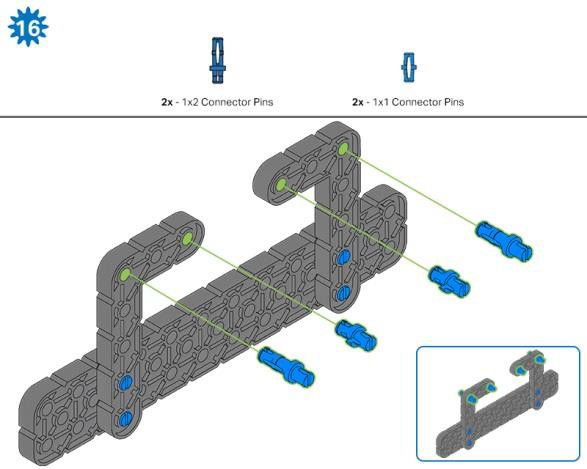 16
2x - 1x2 Connector Pins
2x - 1x1 Connector Pins